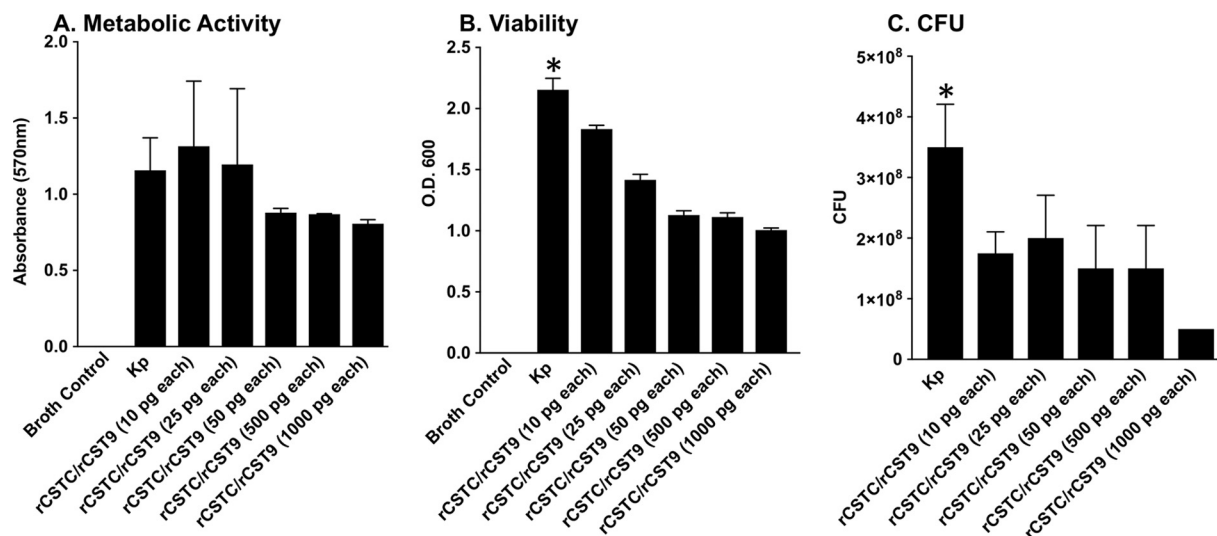 A. Metabolic Activity
Absorbance (570nm)
2.0
1.5
1.0
0.5
0.0
Broth Control
Kp
rCSTC/rCST9 (10 pg each)
rCSTC/rCST9 (25 pg each)
rCSTC/rCST9 (50 pg each)
rCSTC/rCST9 (500 pg each)
rCSTC/rCST9 (1000 pg each)
B. Viability
O.D. 600
2.5
2.0
1.5
1.0
0.5
0.0
*
Broth Control
Kp
rCSTC/rCST9 (10 pg each)
rCSTC/rCST9 (25 pg each)
rCSTC/rCST9 (50 pg each)
rCSTC/rCST9 (500 pg each)
rCSTC/rCST9 (1000 pg each)
C. CFU
CFU
5×10⁸
4×10⁸
3×10⁸
2×10⁸
1×10⁸
0
*
Kp
rCSTC/rCST9 (10 pg each)
rCSTC/rCST9 (25 pg each)
rCSTC/rCST9 (50 pg each)
rCSTC/rCST9 (500 pg each)
rCSTC/rCST9 (1000 pg each)